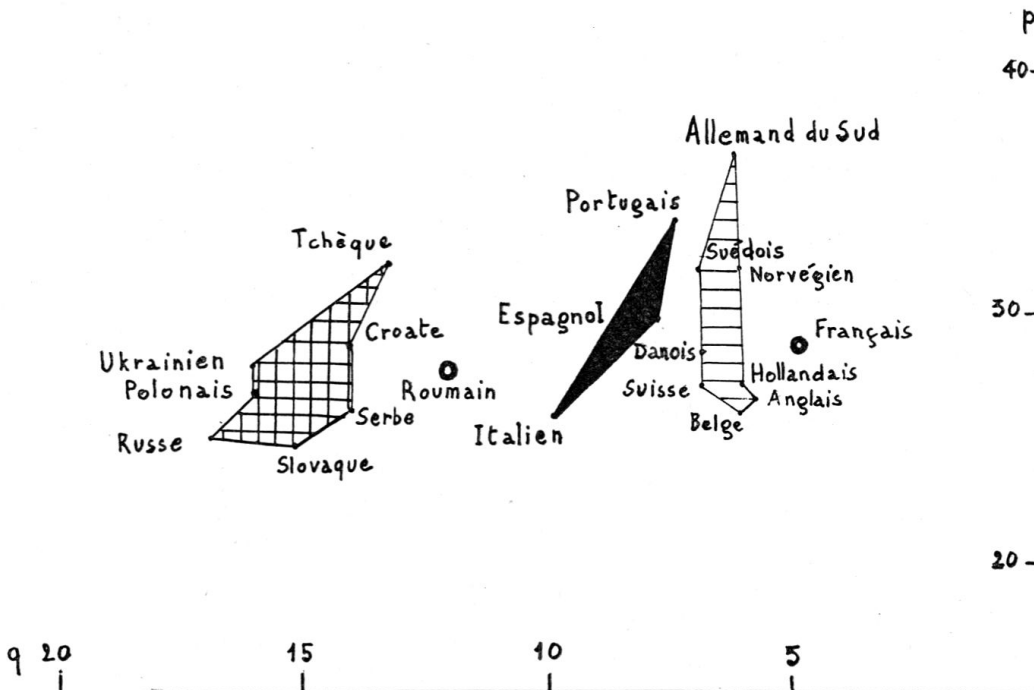 p
40
Allemand du Sud
Portugais
Tchèque
Suédois
Norvégien
Espagnol
30
Croate
Français
Danois
Ukrainien
Polonais
Roumain
Suisse
Hollandais
Anglais
Serbe
Belge
Russe
Italien
Slovaque
20
q 20 15 10 5